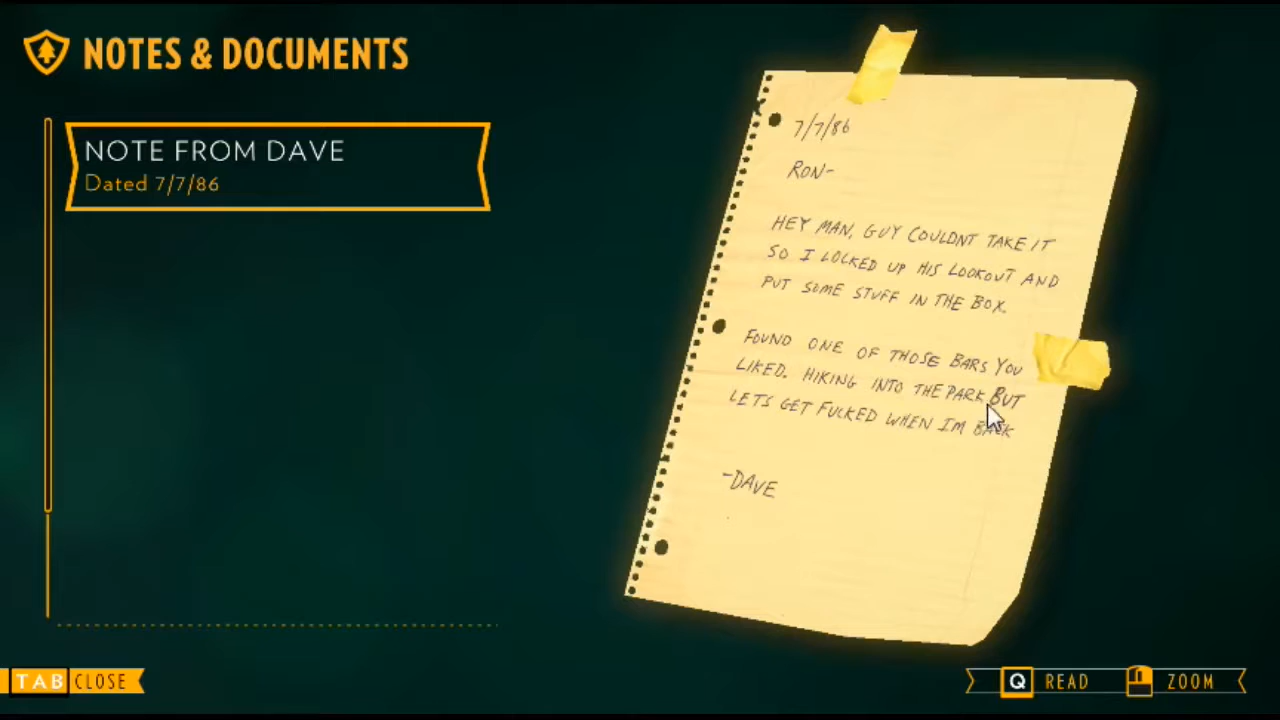 NOTES & DOCUMENTS
NOTE FROM DAVE
Dated 7/7/86
7/7/86
RON-
HEY MAN, GUY COULDNT TAKE IT
SO I LOCKED UP HIS LOOKOUT AND
PUT SOME STUFF IN THE BOX.
FOUND ONE OF THOSE BARS YOU
LIKED. HIKING INTO THE PARK BUT
LETS GET FUCKED WHEN IM BACK
-DAVE
TAB CLOSE
Q READ ZOOM